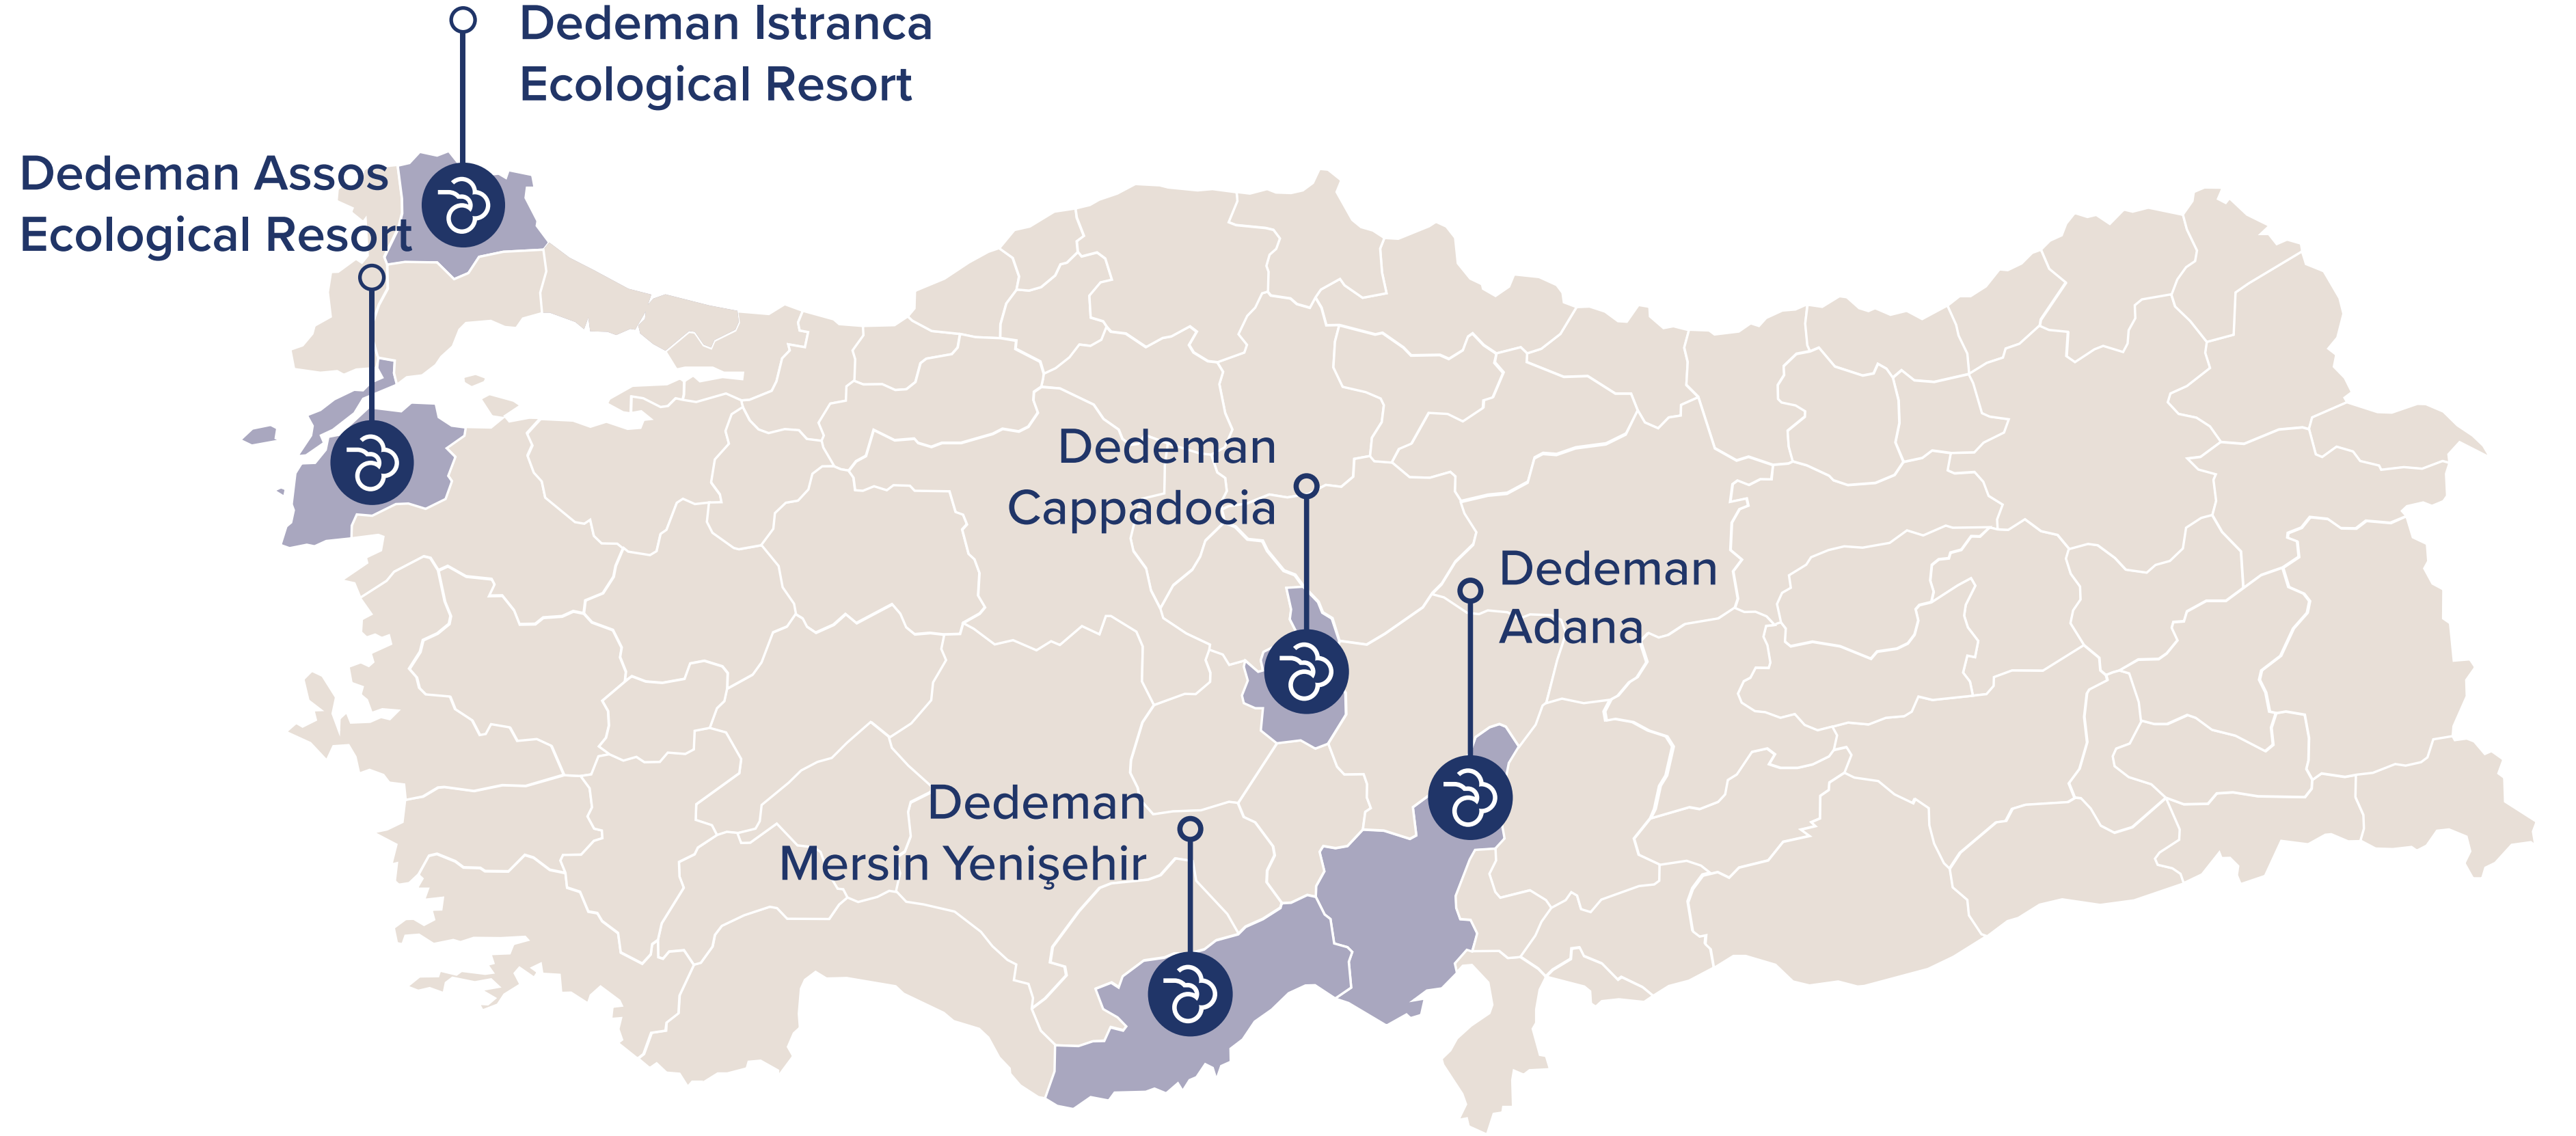 Dedeman Istranca
Ecological Resort
Dedeman Assos
Ecological Resort
Dedeman
Cappadocia
Dedeman
Adana
Dedeman
Mersin Yenişehir